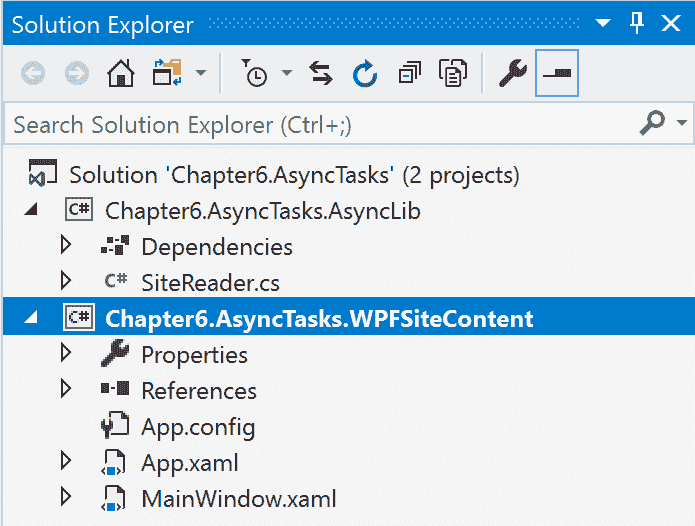 Solution Explorer
Search Solution Explorer (Ctrl+;)
Solution 'Chapter6.AsyncTasks' (2 projects)
C# Chapter6.AsyncTasks.AsyncLib
Dependencies
C# SiteReader.cs
C# Chapter6.AsyncTasks.WPFSiteContent
Properties
References
App.config
App.xaml
MainWindow.xaml